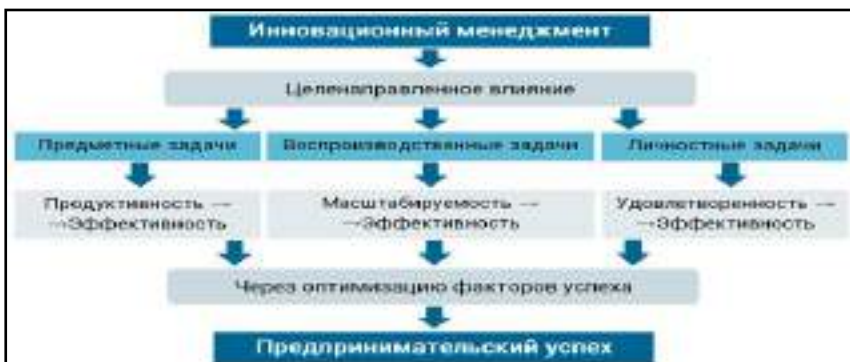 Инновационный менеджмент
Целенаправленное влияние
Предметные задачи
Воспроизводственные задачи
Личностные задачи
Продуктивность →
→Эффективность
Масштабируемость →
→Эффективность
Удовлетворенность →
→Эффективность
Через оптимизацию факторов успеха
Предпринимательский успех